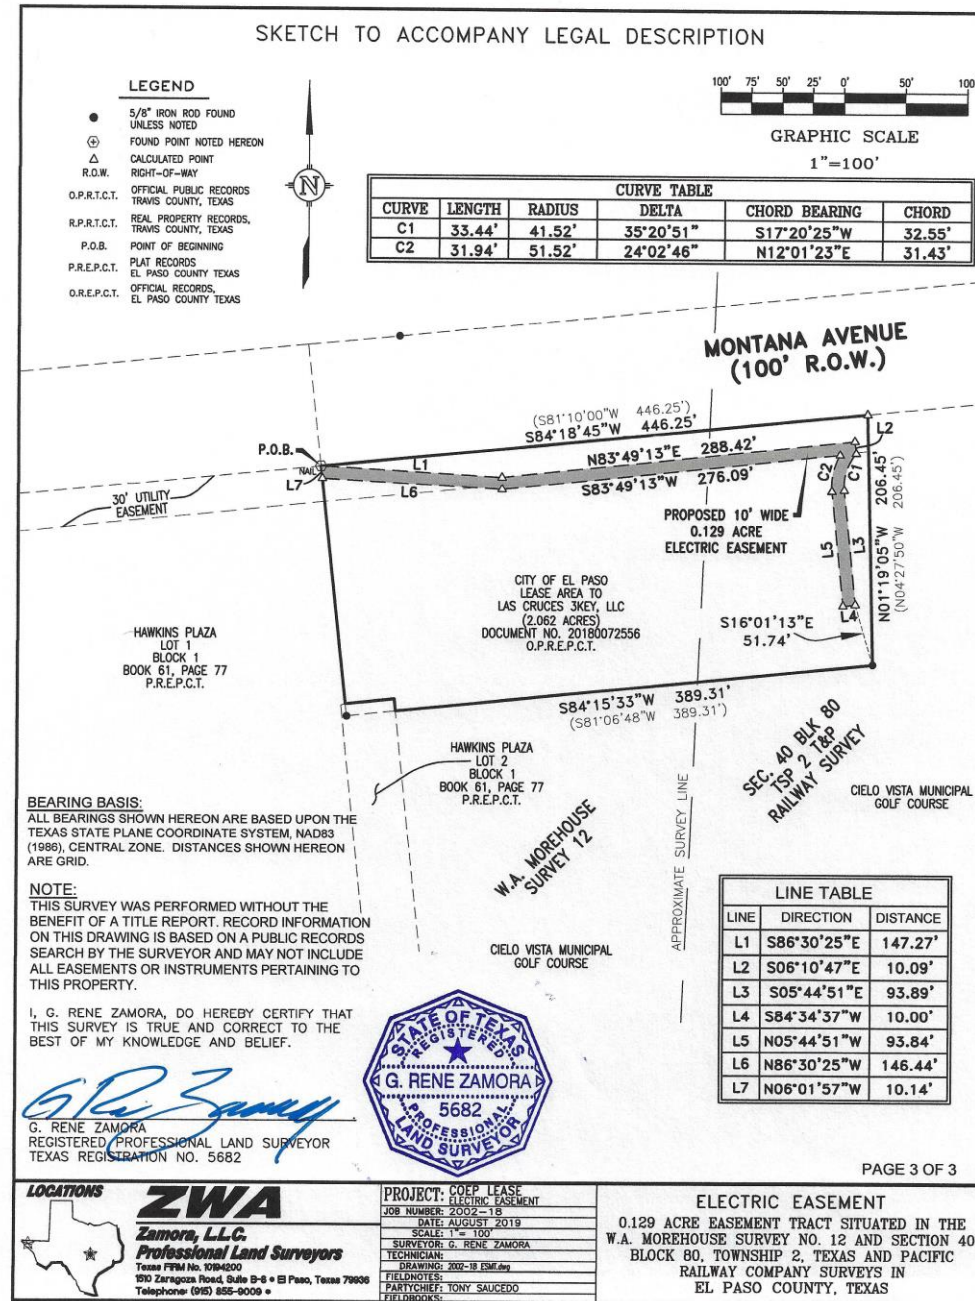 SKETCH TO ACCOMPANY LEGAL DESCRIPTION
LEGEND
5/8" IRON ROD FOUND
UNLESS NOTED
FOUND POINT NOTED HEREON
CALCULATED POINT
R.O.W. RIGHT-OF-WAY
O.P.R.T.C.T. OFFICIAL PUBLIC RECORDS
TRAVIS COUNTY, TEXAS
R.P.R.T.C.T. REAL PROPERTY RECORDS,
TRAVIS COUNTY, TEXAS
P.O.B. POINT OF BEGINNING
P.R.E.P.C.T. PLAT RECORDS
EL PASO COUNTY TEXAS
O.R.E.P.C.T. OFFICIAL RECORDS,
EL PASO COUNTY TEXAS
N
100' 75' 50' 25' 0' 50' 100
GRAPHIC SCALE
1"=100'
CURVE TABLE
CURVE LENGTH RADIUS DELTA CHORD BEARING CHORD
C1 33.44' 41.52' 35°20'51" S17°20'25"W 32.55'
C2 31.94' 51.52' 24°02'46" N12°01'23"E 31.43'
MONTANA AVENUE
(100' R.O.W.)
(S81°10'00"W 446.25')
S84°18'45"W 446.25'
P.O.B.
NAIL
L1
N83°49'13"E 288.42'
L2
L7
L6
S83°49'13"W 276.09'
C2
C1
30' UTILITY
EASEMENT
PROPOSED 10' WIDE
0.129 ACRE
ELECTRIC EASEMENT
L5
L3
L4
N01°19'05"W 206.45'
(N04°27'50"W 206.45')
CITY OF EL PASO
LEASE AREA TO
LAS CRUCES 3KEY, LLC
(2.062 ACRES)
DOCUMENT NO. 20180072556
O.P.R.E.P.C.T.
S16°01'13"E
51.74'
HAWKINS PLAZA
LOT 1
BLOCK 1
BOOK 61, PAGE 77
P.R.E.P.C.T.
S84°15'33"W 389.31'
(S81°06'48"W 389.31')
HAWKINS PLAZA
LOT 2
BLOCK 1
BOOK 61, PAGE 77
P.R.E.P.C.T.
SEC. 40 BLK 80
TSP 2 T&P
RAILWAY SURVEY
CIELO VISTA MUNICIPAL
GOLF COURSE
W.A. MOREHOUSE
SURVEY 12
APPROXIMATE SURVEY LINE
CIELO VISTA MUNICIPAL
GOLF COURSE
BEARING BASIS:
ALL BEARINGS SHOWN HEREON ARE BASED UPON THE
TEXAS STATE PLANE COORDINATE SYSTEM, NAD83
(1986), CENTRAL ZONE. DISTANCES SHOWN HEREON
ARE GRID.
NOTE:
THIS SURVEY WAS PERFORMED WITHOUT THE
BENEFIT OF A TITLE REPORT. RECORD INFORMATION
ON THIS DRAWING IS BASED ON A PUBLIC RECORDS
SEARCH BY THE SURVEYOR AND MAY NOT INCLUDE
ALL EASEMENTS OR INSTRUMENTS PERTAINING TO
THIS PROPERTY.
I, G. RENE ZAMORA, DO HEREBY CERTIFY THAT
THIS SURVEY IS TRUE AND CORRECT TO THE
BEST OF MY KNOWLEDGE AND BELIEF.
G. RENE ZAMORA
REGISTERED PROFESSIONAL LAND SURVEYOR
TEXAS REGISTRATION NO. 5682
STATE OF TEXAS
REGISTERED
G. RENE ZAMORA
5682
PROFESSIONAL
LAND SURVEYOR
LINE TABLE
LINE DIRECTION DISTANCE
L1 S86°30'25"E 147.27'
L2 S06°10'47"E 10.09'
L3 S05°44'51"E 93.89'
L4 S84°34'37"W 10.00'
L5 N05°44'51"W 93.84'
L6 N86°30'25"W 146.44'
L7 N06°01'57"W 10.14'
PAGE 3 OF 3
LOCATIONS
ZWA
Zamora, L.L.C.
Professional Land Surveyors
Texas FIRM No. 10194200
1510 Zaragoza Road, Suite B-6 • El Paso, Texas 79936
Telephone: (915) 855-9009 •
PROJECT: COEP LEASE
ELECTRIC EASEMENT
JOB NUMBER: 2002-18
DATE: AUGUST 2019
SCALE: 1"= 100'
SURVEYOR: G. RENE ZAMORA
TECHNICIAN:
DRAWING: 2002-18 ESMT.dwg
FIELDNOTES:
PARTYCHIEF: TONY SAUCEDO
FIELDBOOKS:
ELECTRIC EASEMENT
0.129 ACRE EASEMENT TRACT SITUATED IN THE
W.A. MOREHOUSE SURVEY NO. 12 AND SECTION 40
BLOCK 80, TOWNSHIP 2, TEXAS AND PACIFIC
RAILWAY COMPANY SURVEYS IN
EL PASO COUNTY, TEXAS